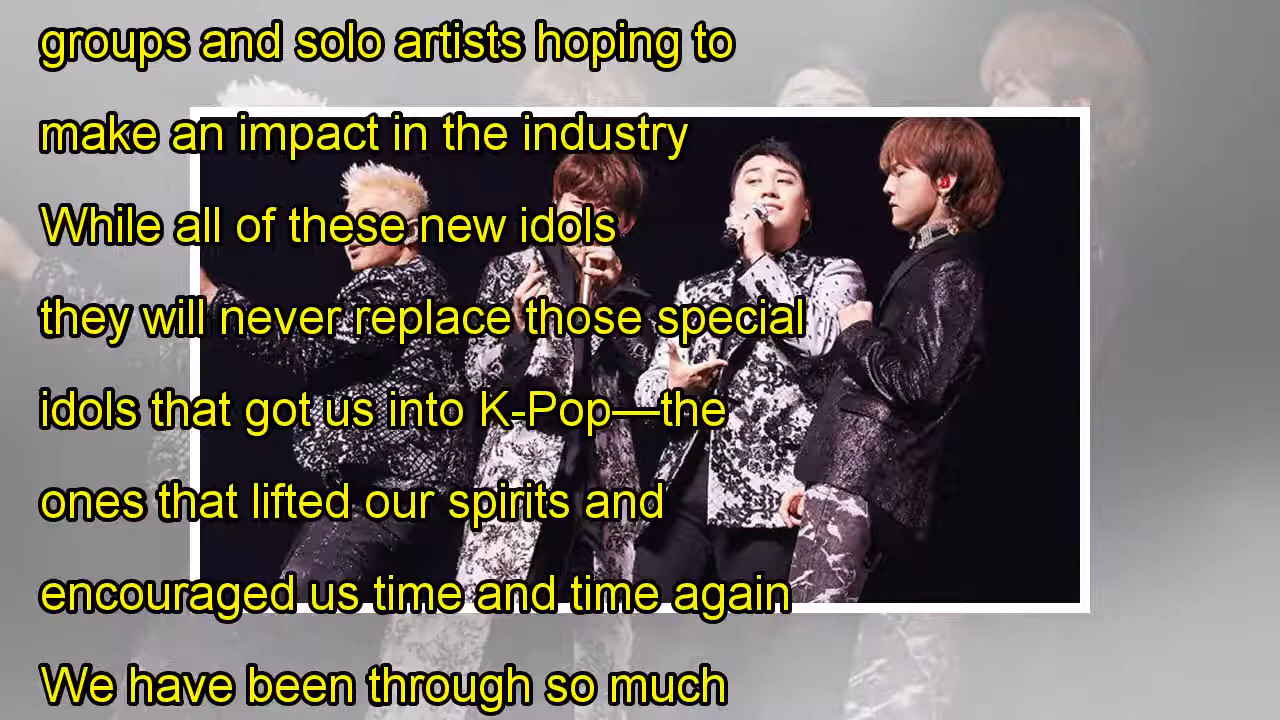 groups and solo artists hoping to
make an impact in the industry
While all of these new idols
they will never replace those special
idols that got us into K-Pop—the
ones that lifted our spirits and
encouraged us time and time again
We have been through so much